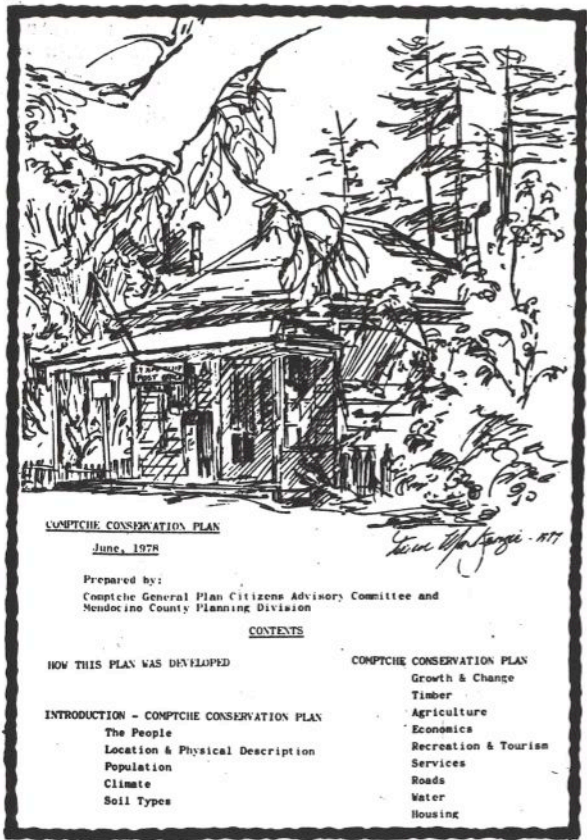 POST OFFICE
COMPTCHE CONSERVATION PLAN
June, 1978
Prepared by:
Comptche General Plan Citizens Advisory Committee and
Mendocino County Planning Division
CONTENTS
HOW THIS PLAN WAS DEVELOPED
INTRODUCTION - COMPTCHE CONSERVATION PLAN
The People
Location & Physical Description
Population
Climate
Soil Types
COMPTCHE CONSERVATION PLAN
Growth & Change
Timber
Agriculture
Economics
Recreation & Tourism
Services
Roads
Water
Housing